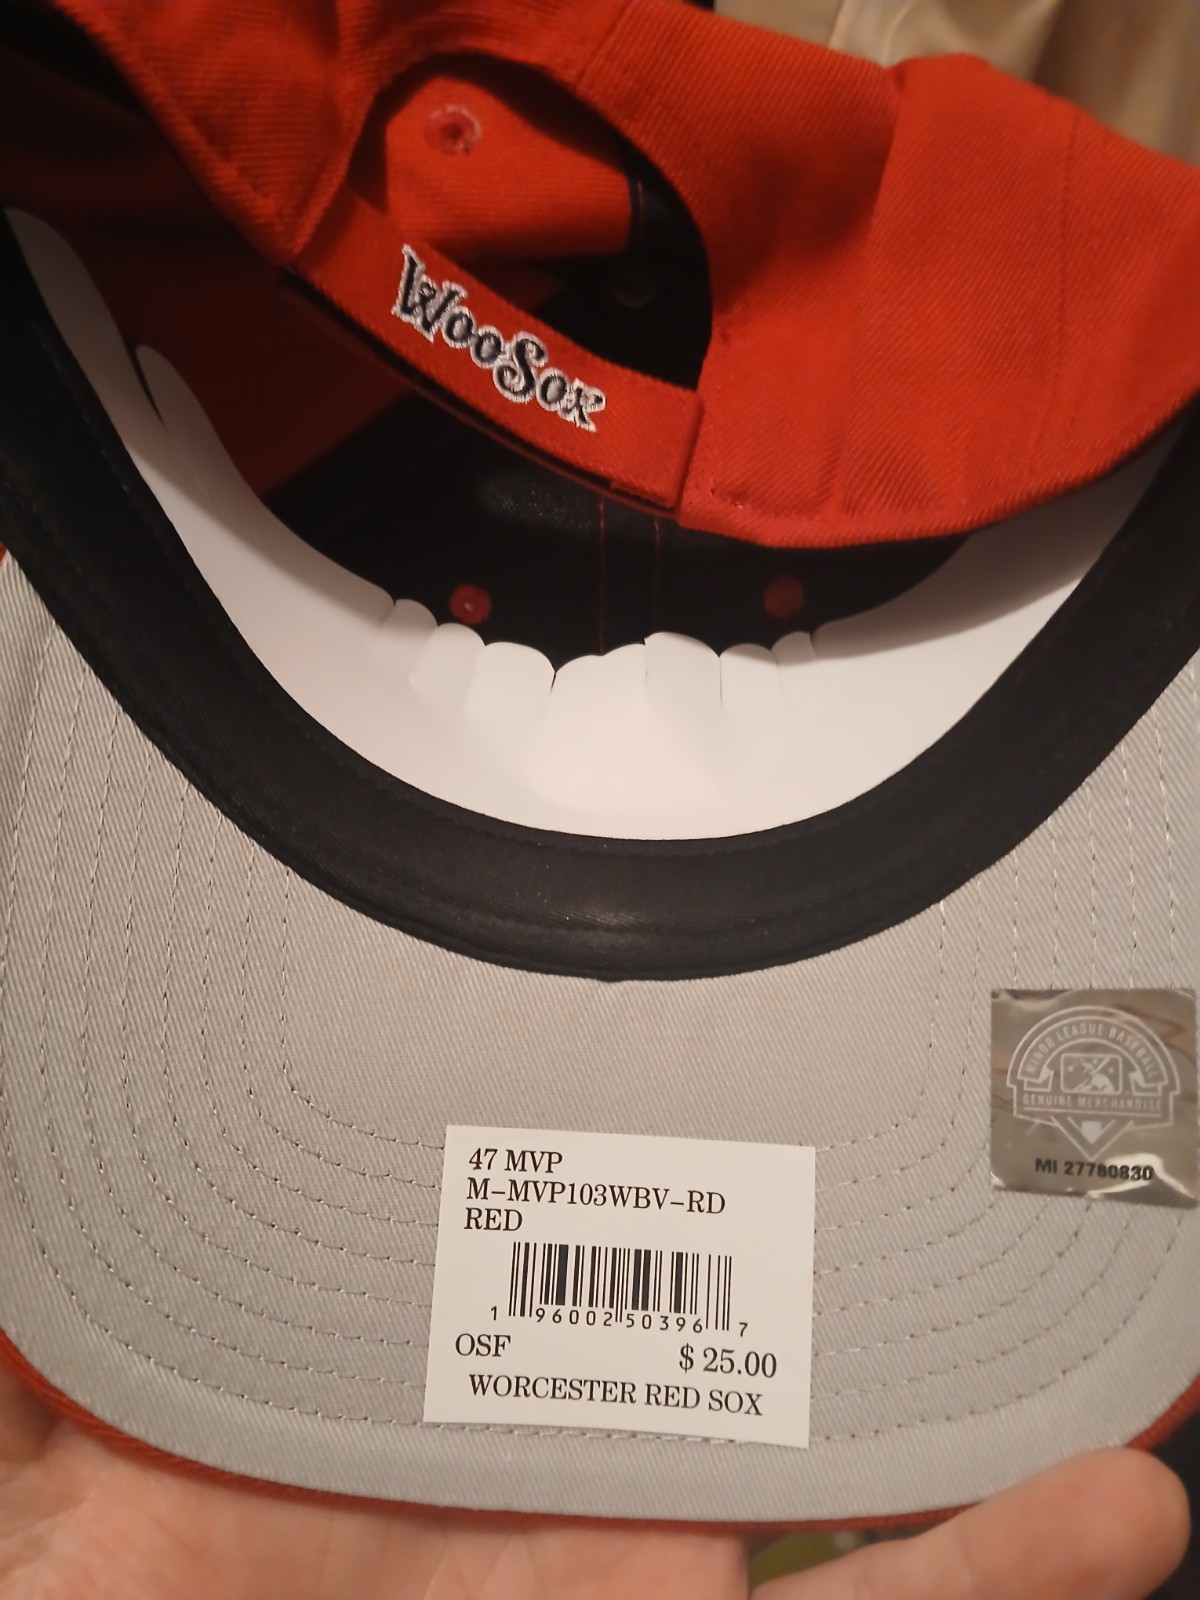 WooSox
MINOR LEAGUE BASEBALL
GENUINE MERCHANDISE
MI 27780830
47 MVP
M-MVP103WBV-RD
RED
1 96002 50396 7
OSF
$ 25.00
WORCESTER RED SOX